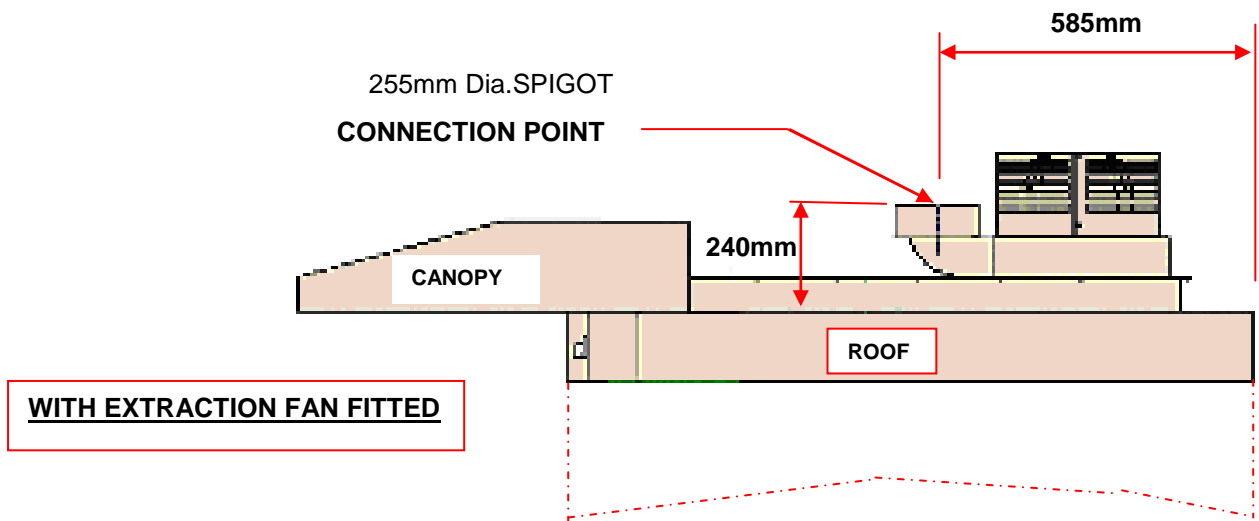 585mm
255mm Dia.SPIGOT
CONNECTION POINT
240mm
CANOPY
ROOF
WITH EXTRACTION FAN FITTED